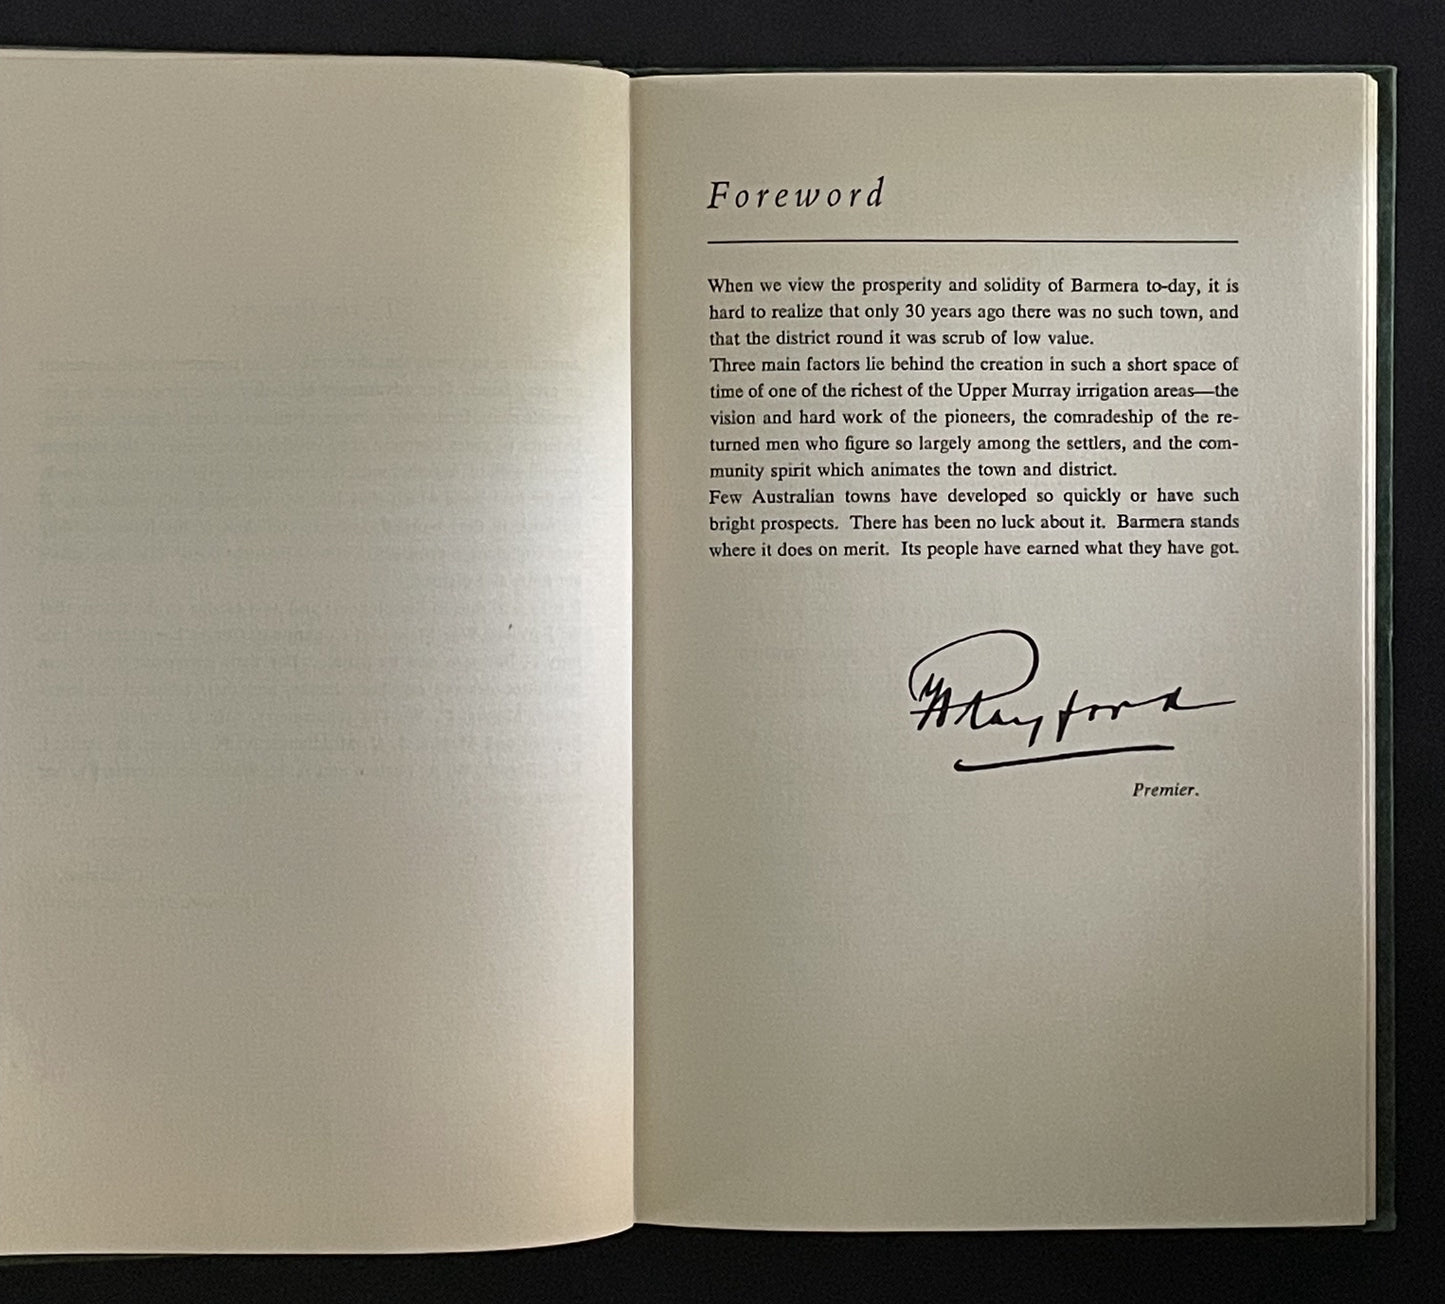 Foreword
When we view the prosperity and solidity of Barmera to-day, it is
hard to realize that only 30 years ago there was no such town, and
that the district round it was scrub of low value.
Three main factors lie behind the creation in such a short space of
time of one of the richest of the Upper Murray irrigation areas—the
vision and hard work of the pioneers, the comradeship of the re-
turned men who figure so largely among the settlers, and the com-
munity spirit which animates the town and district.
Few Australian towns have developed so quickly or have such
bright prospects. There has been no luck about it. Barmera stands
where it does on merit. Its people have earned what they have got.
Playford
Premier.